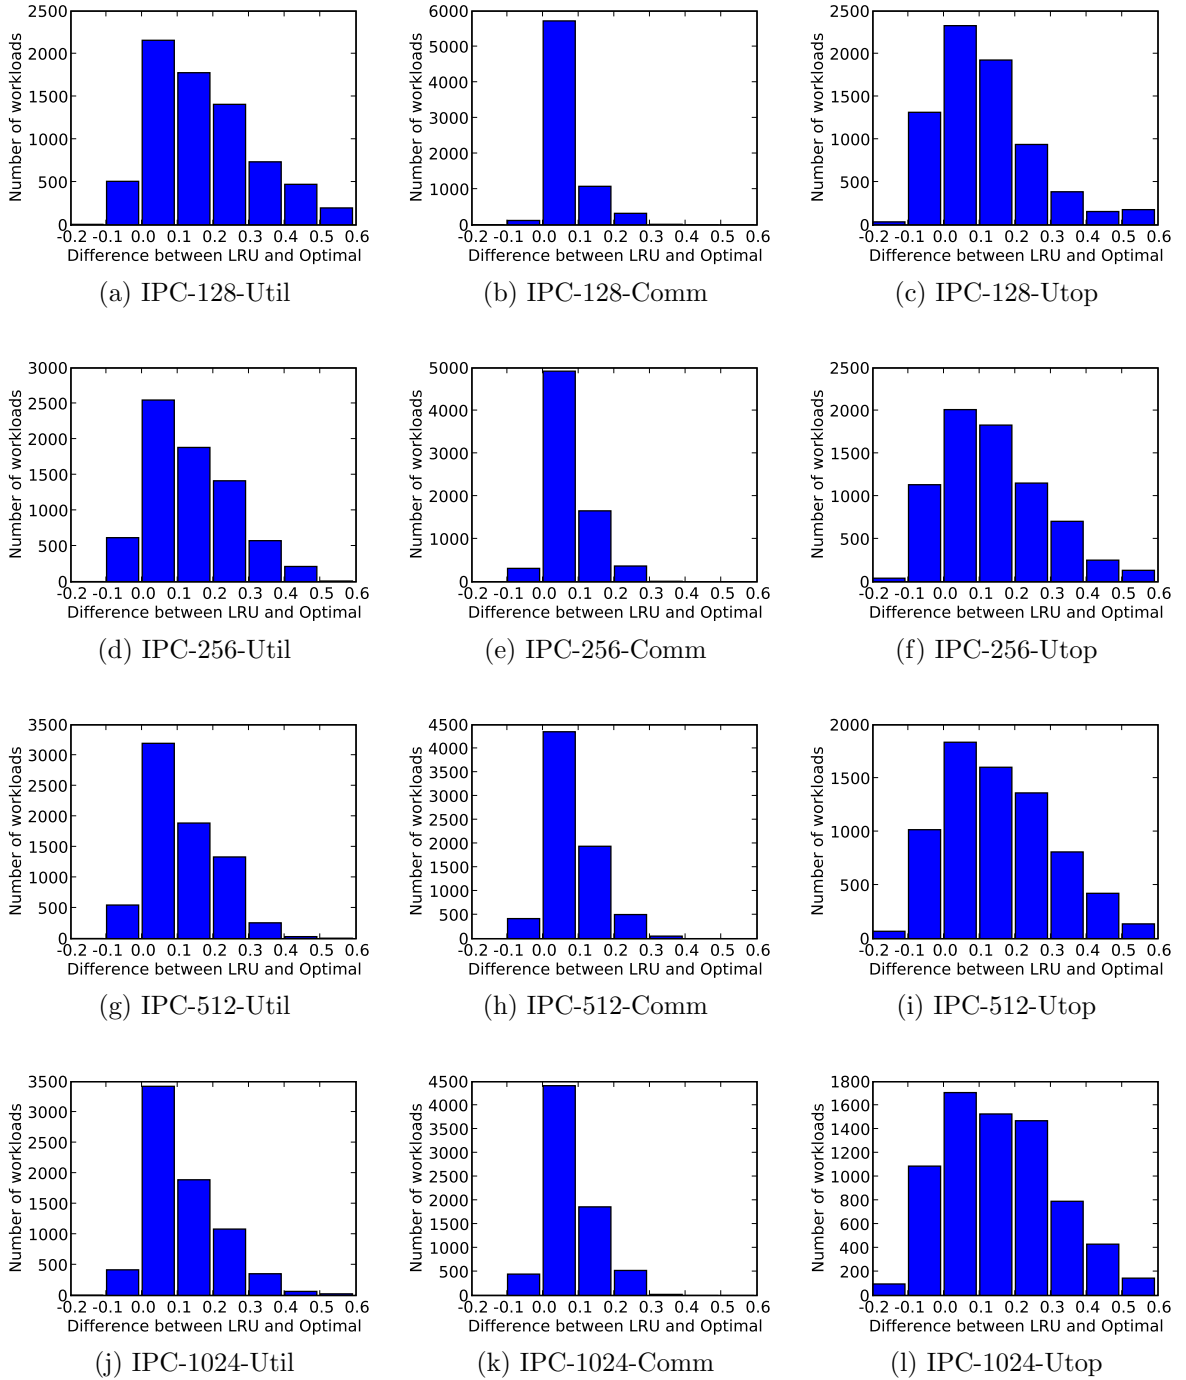 2500
2000
1500
1000
500
0
Number of workloads
-0.2 -0.1 0.0 0.1 0.2 0.3 0.4 0.5 0.6
Difference between LRU and Optimal
(a) IPC-128-Util
6000
5000
4000
3000
2000
1000
0
Number of workloads
-0.2 -0.1 0.0 0.1 0.2 0.3 0.4 0.5 0.6
Difference between LRU and Optimal
(b) IPC-128-Comm
2500
2000
1500
1000
500
0
Number of workloads
-0.2 -0.1 0.0 0.1 0.2 0.3 0.4 0.5 0.6
Difference between LRU and Optimal
(c) IPC-128-Utop
3000
2500
2000
1500
1000
500
0
Number of workloads
-0.2 -0.1 0.0 0.1 0.2 0.3 0.4 0.5 0.6
Difference between LRU and Optimal
(d) IPC-256-Util
5000
4000
3000
2000
1000
0
Number of workloads
-0.2 -0.1 0.0 0.1 0.2 0.3 0.4 0.5 0.6
Difference between LRU and Optimal
(e) IPC-256-Comm
2500
2000
1500
1000
500
0
Number of workloads
-0.2 -0.1 0.0 0.1 0.2 0.3 0.4 0.5 0.6
Difference between LRU and Optimal
(f) IPC-256-Utop
3500
3000
2500
2000
1500
1000
500
0
Number of workloads
-0.2 -0.1 0.0 0.1 0.2 0.3 0.4 0.5 0.6
Difference between LRU and Optimal
(g) IPC-512-Util
4500
4000
3500
3000
2500
2000
1500
1000
500
0
Number of workloads
-0.2 -0.1 0.0 0.1 0.2 0.3 0.4 0.5 0.6
Difference between LRU and Optimal
(h) IPC-512-Comm
2000
1500
1000
500
0
Number of workloads
-0.2 -0.1 0.0 0.1 0.2 0.3 0.4 0.5 0.6
Difference between LRU and Optimal
(i) IPC-512-Utop
3500
3000
2500
2000
1500
1000
500
0
Number of workloads
-0.2 -0.1 0.0 0.1 0.2 0.3 0.4 0.5 0.6
Difference between LRU and Optimal
(j) IPC-1024-Util
4500
4000
3500
3000
2500
2000
1500
1000
500
0
Number of workloads
-0.2 -0.1 0.0 0.1 0.2 0.3 0.4 0.5 0.6
Difference between LRU and Optimal
(k) IPC-1024-Comm
1800
1600
1400
1200
1000
800
600
400
200
0
Number of workloads
-0.2 -0.1 0.0 0.1 0.2 0.3 0.4 0.5 0.6
Difference between LRU and Optimal
(l) IPC-1024-Utop